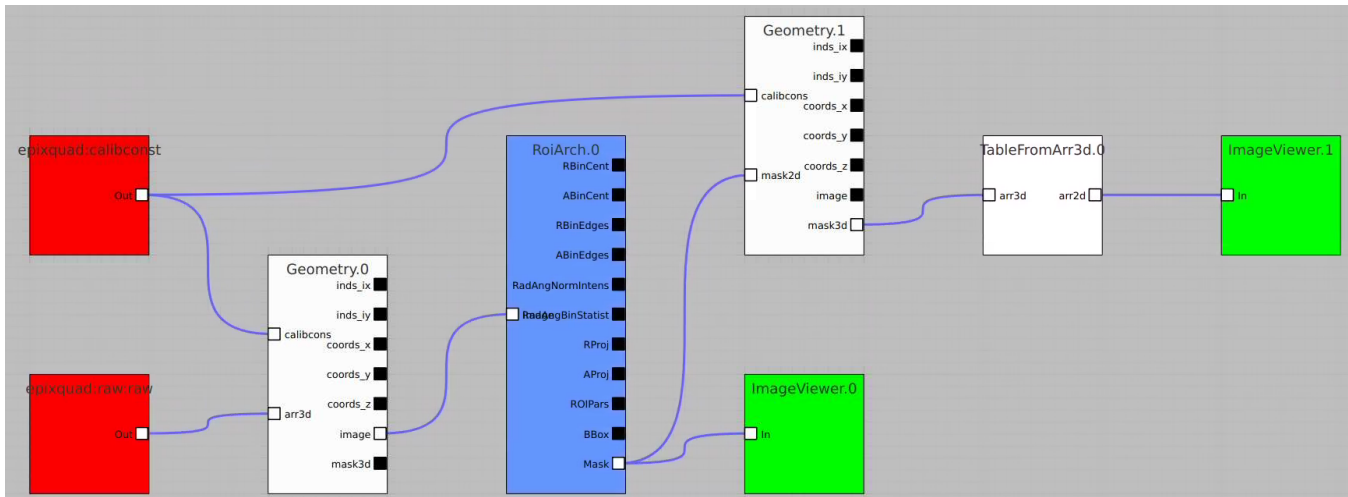 epixquad:calibconst
Out
epixquad:raw:raw
Out
Geometry.0
inds_ix
inds_iy
calibcons
coords_x
coords_y
coords_z
arr3d
image
mask3d
RoiArch.0
RBinCent
ABinCent
RBinEdges
ABinEdges
RadAngNormIntens
Image
RadAngBinStatist
RProj
AProj
ROIPars
BBox
Mask
Geometry.1
inds_ix
inds_iy
calibcons
coords_x
coords_y
coords_z
mask2d
image
mask3d
ImageViewer.0
In
TableFromArr3d.0
arr3d
arr2d
ImageViewer.1
In